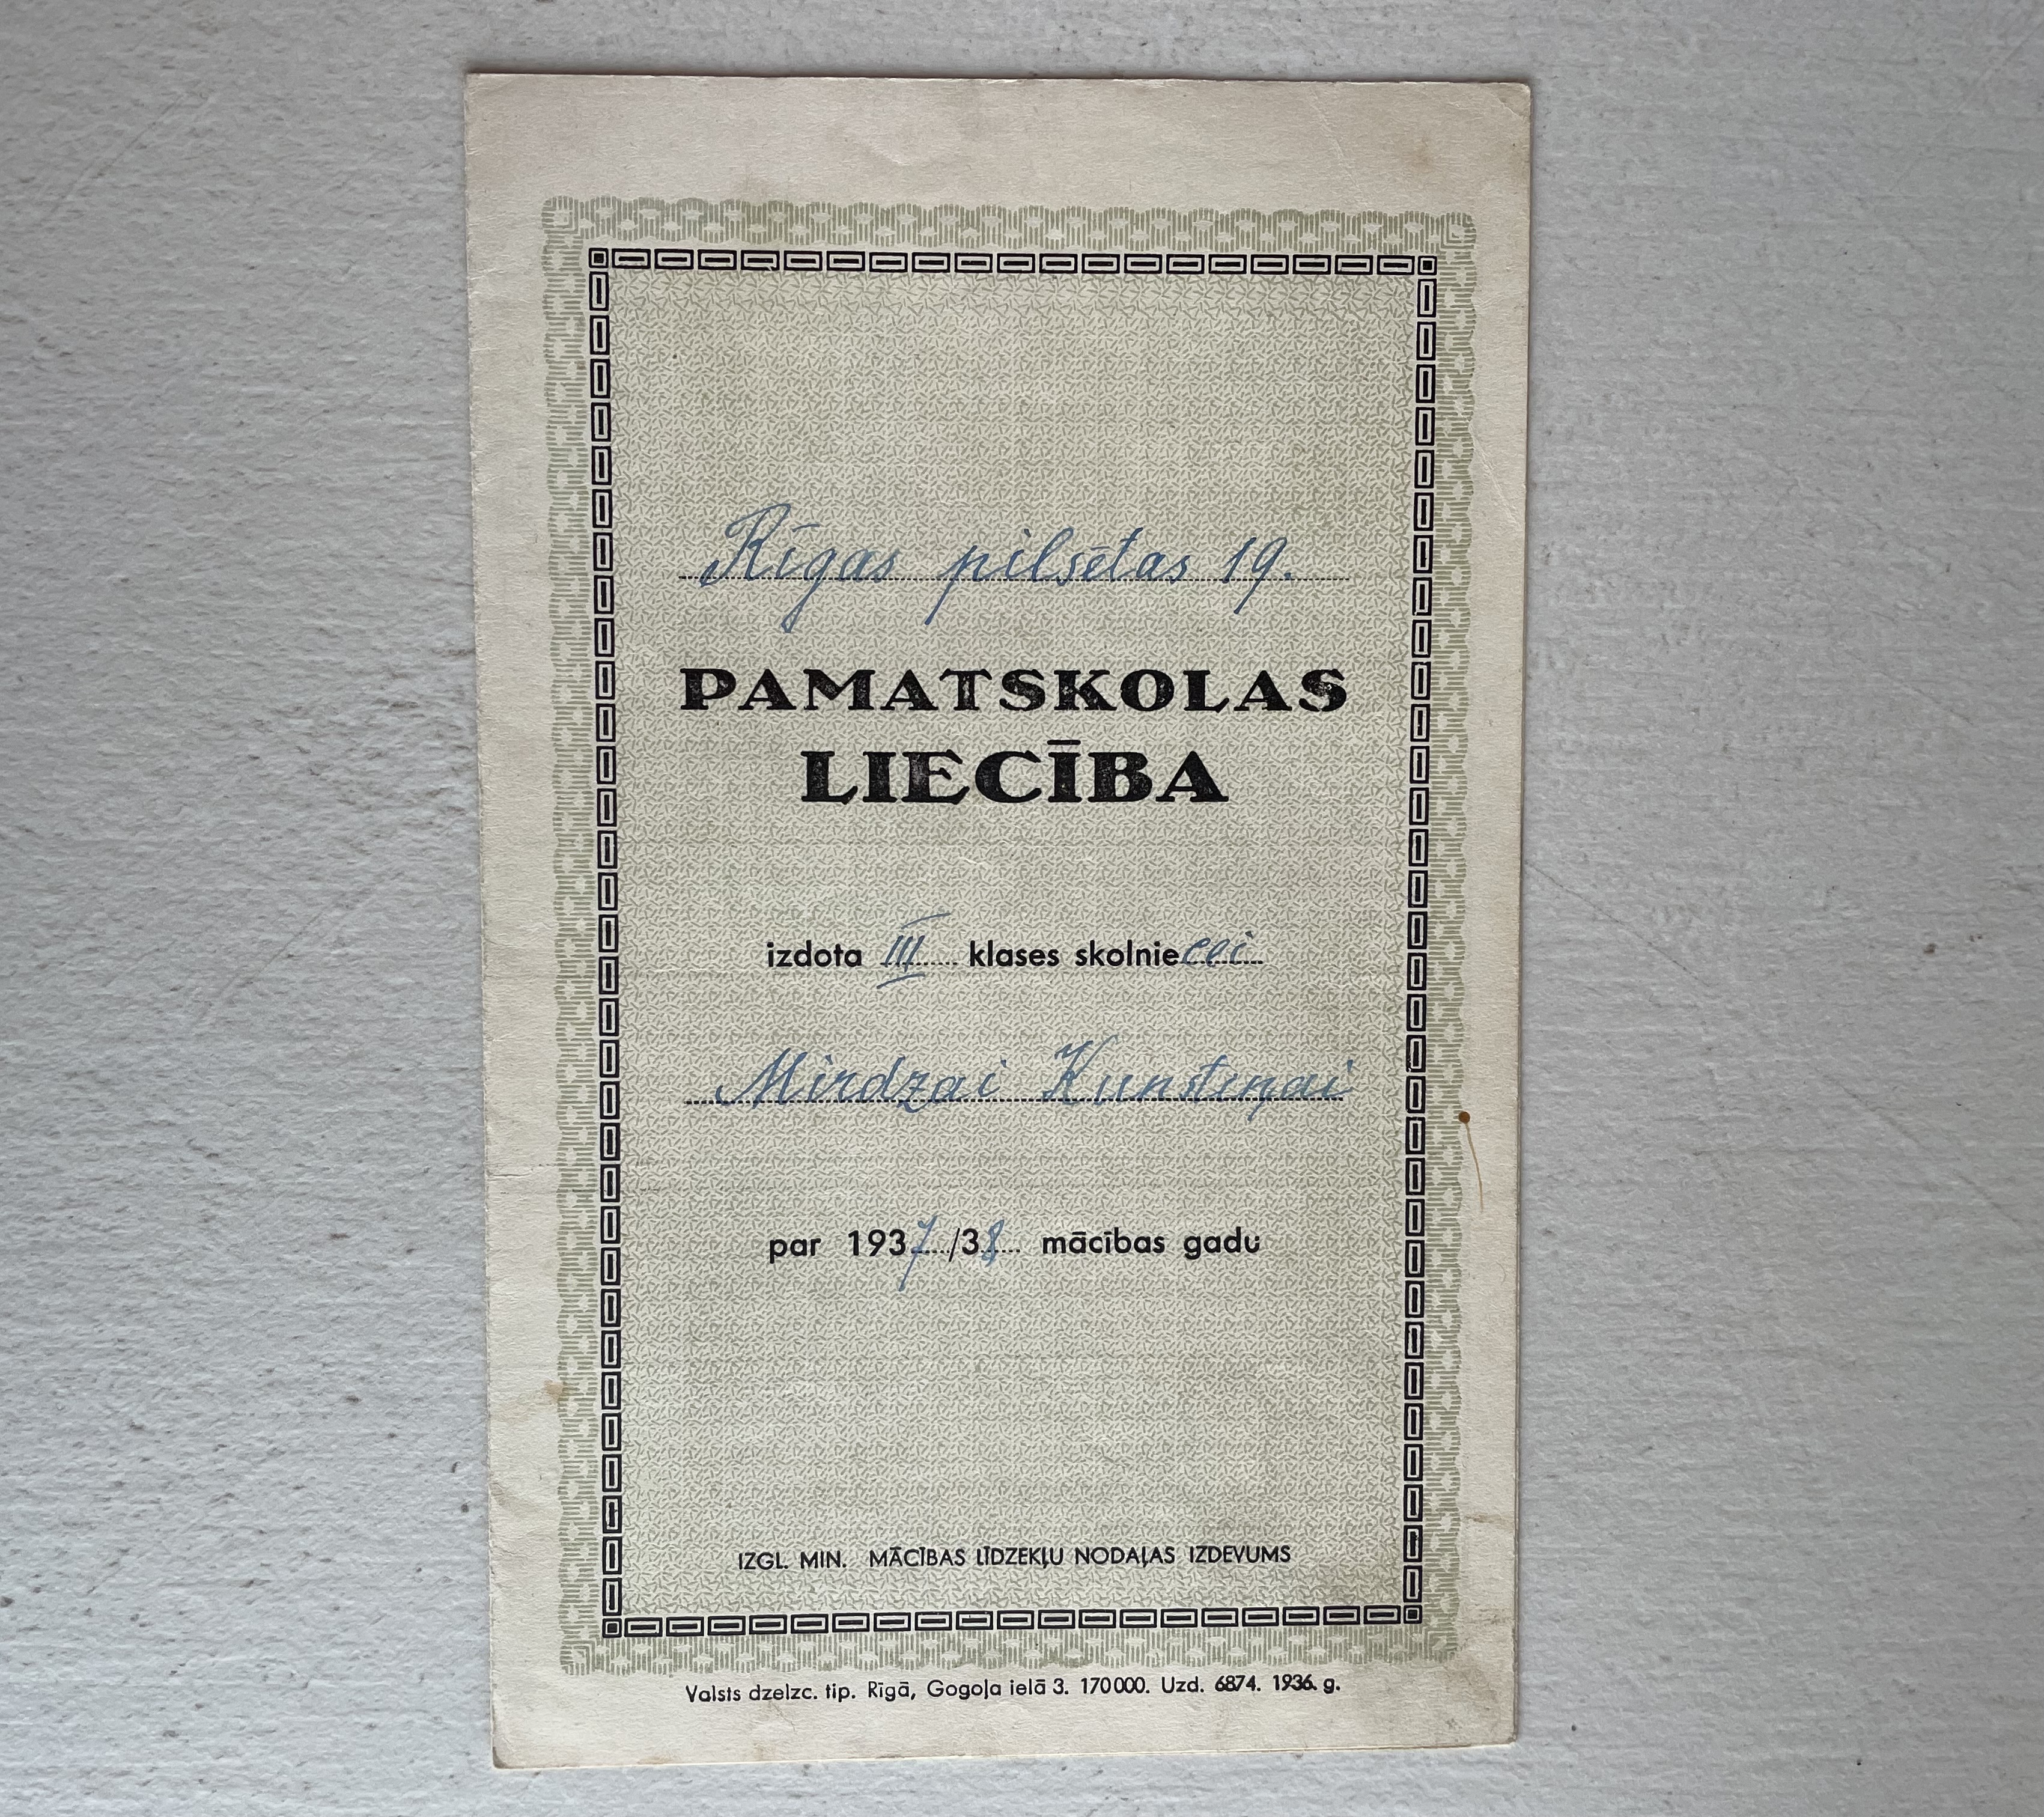 Rīgas pilsētas 19.
PAMATSKOLAS
LIECĪBA
izdota III klases skolniecei
Mirdzai Kunstiņai
par 1937/38 mācības gadu
IZGL. MIN. MĀCĪBAS LĪDZEKĻU NODAĻAS IZDEVUMS
Valsts dzelzc. tip. Rīgā, Gogoļa ielā 3. 170000. Uzd. 6874. 1936. g.